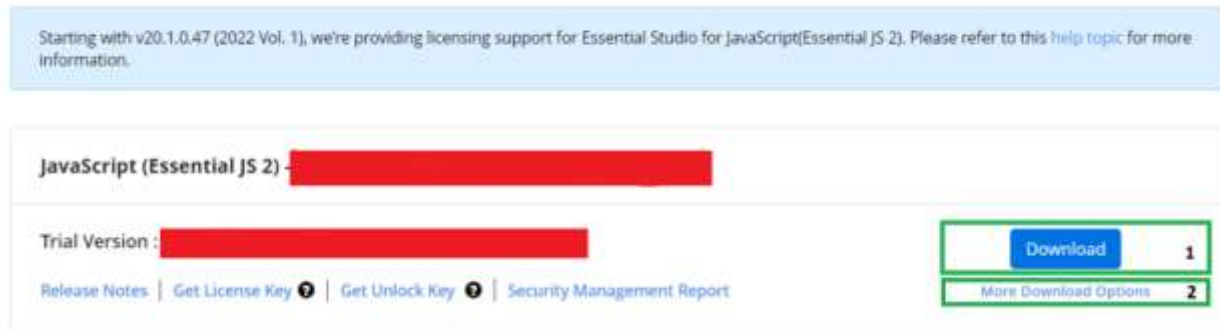 Starting with v20.1.0.47 (2022 Vol. 1), we're providing licensing support for Essential Studio for JavaScript(Essential JS 2). Please refer to this help topic for more
information.
JavaScript (Essential JS 2) -
Trial Version :
Download 1
Release Notes | Get License Key ? | Get Unlock Key ? | Security Management Report
More Download Options 2